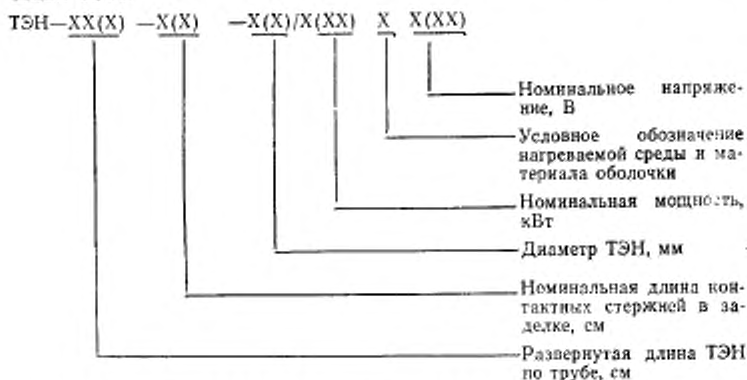 ТЭН—XX(X) —X(X) —X(X)/X(XX) X X(XX)
Номинальное напряже-
ние, В
Условное обозначение
нагреваемой среды и ма-
териала оболочки
Номинальная мощность,
кВт
Диаметр ТЭН, мм
Номинальная длина кон-
тактных стержней в за-
делке, см
Развернутая длина ТЭН
по трубе, см